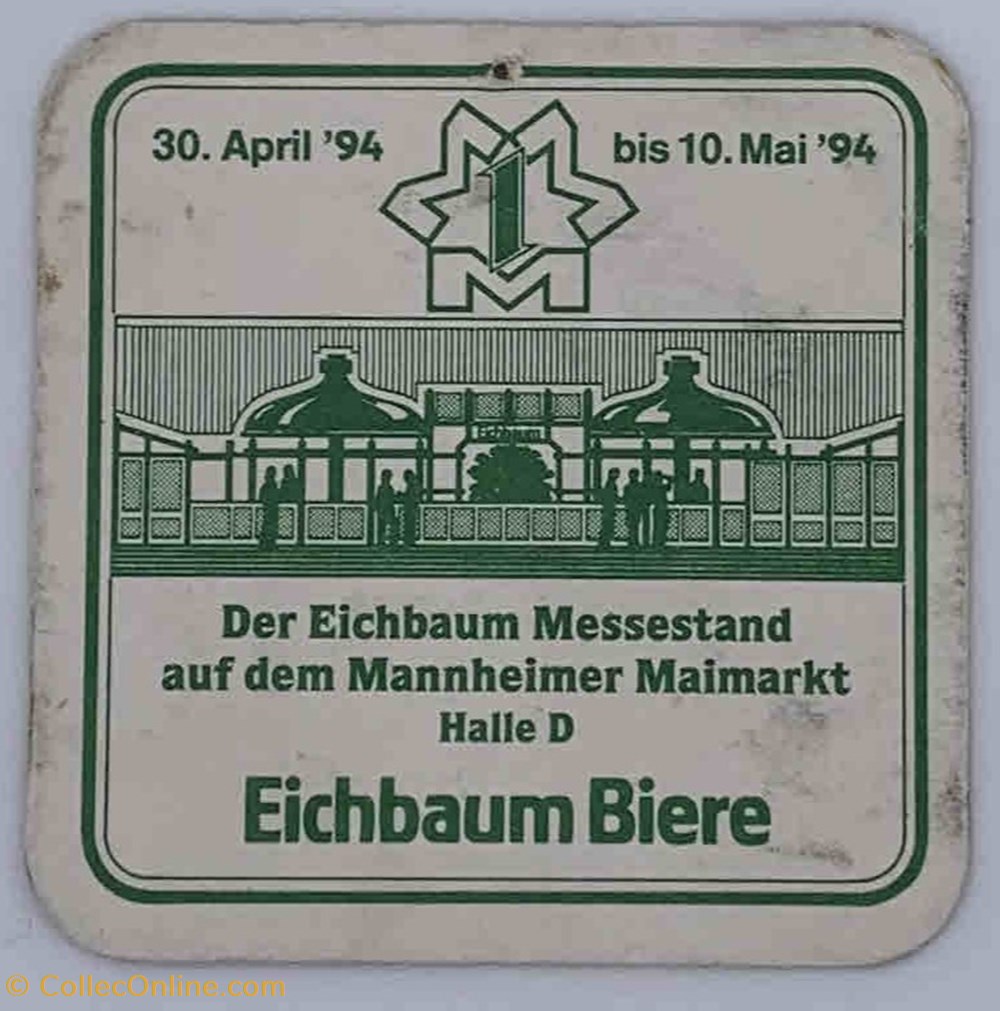 30. April '94
bis 10. Mai '94
1
M
Eichbaum
Der Eichbaum Messestand
auf dem Mannheimer Maimarkt
Halle D
Eichbaum Biere
© CollecOnline.com